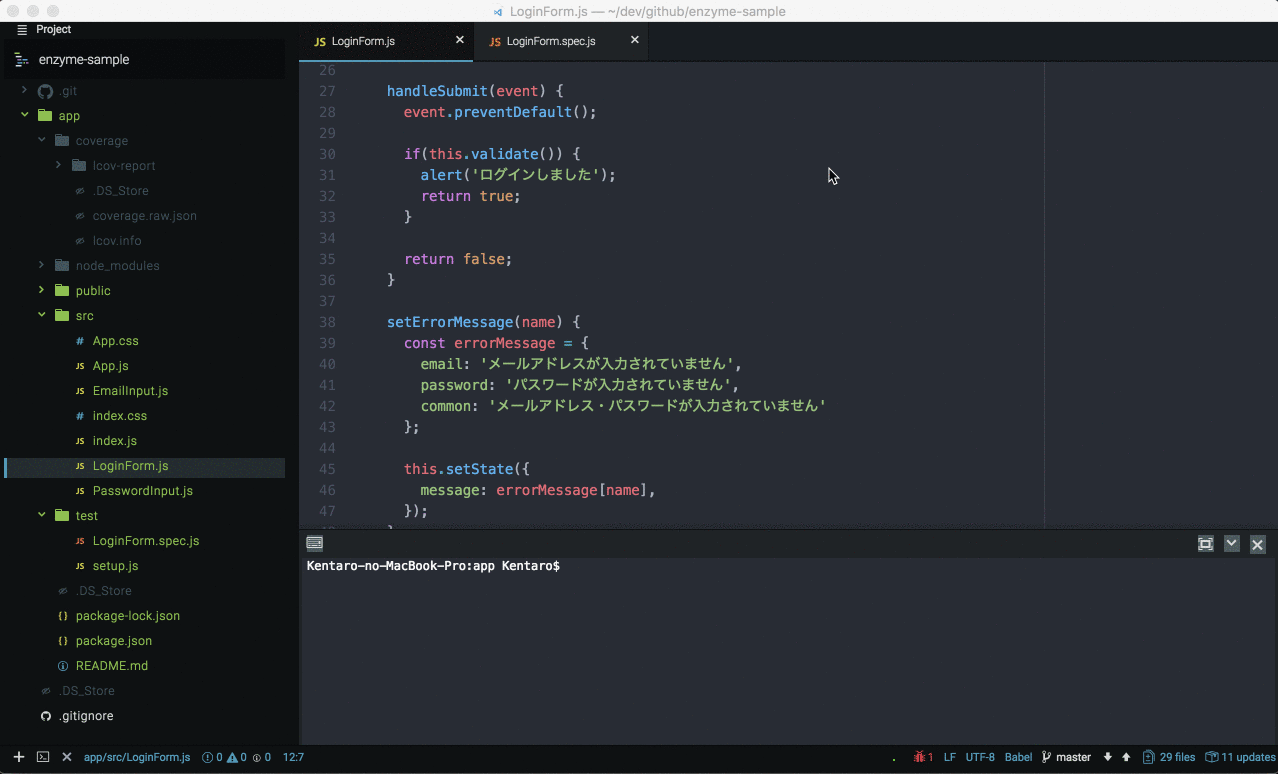 LoginForm.js — ~/dev/github/enzyme-sample
Project
enzyme-sample
.git
app
coverage
lcov-report
.DS_Store
coverage.raw.json
lcov.info
node_modules
public
src
# App.css
JS App.js
JS EmailInput.js
# index.css
JS index.js
JS LoginForm.js
JS PasswordInput.js
test
JS LoginForm.spec.js
JS setup.js
.DS_Store
{} package-lock.json
{} package.json
README.md
.DS_Store
.gitignore
JS LoginForm.js
JS LoginForm.spec.js
26
27 handleSubmit(event) {
28 event.preventDefault();
29
30 if(this.validate()) {
31 alert('ログインしました');
32 return true;
33 }
34
35 return false;
36 }
37
38 setErrorMessage(name) {
39 const errorMessage = {
40 email: 'メールアドレスが入力されていません',
41 password: 'パスワードが入力されていません',
42 common: 'メールアドレス・パスワードが入力されていません'
43 };
44
45 this.setState({
46 message: errorMessage[name],
47 });
Kentaro-no-MacBook-Pro:app Kentaro$
app/src/LoginForm.js 0 0 0 12:7
1 LF UTF-8 Babel master 29 files 11 updates